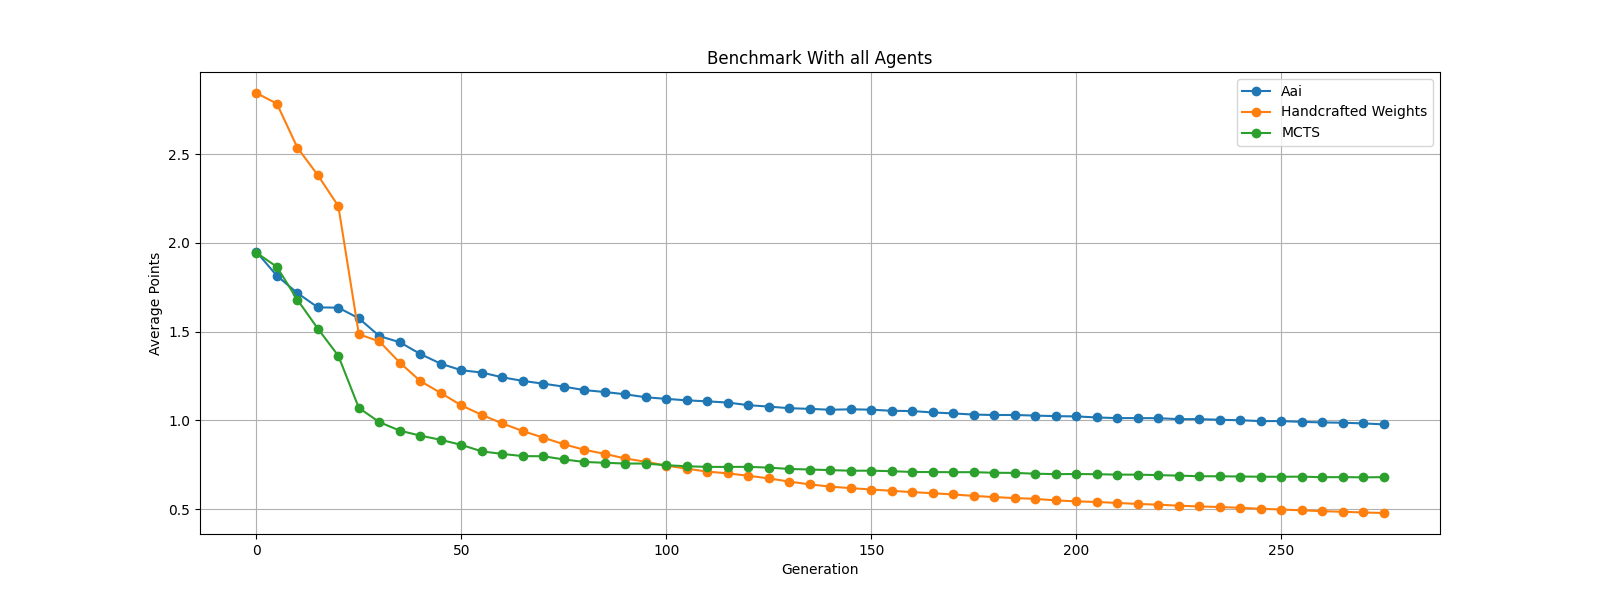 Benchmark With all Agents
Aai
Handcrafted Weights
MCTS
2.5
2.0
1.5
1.0
0.5
Average Points
0
50
100
150
200
250
Generation